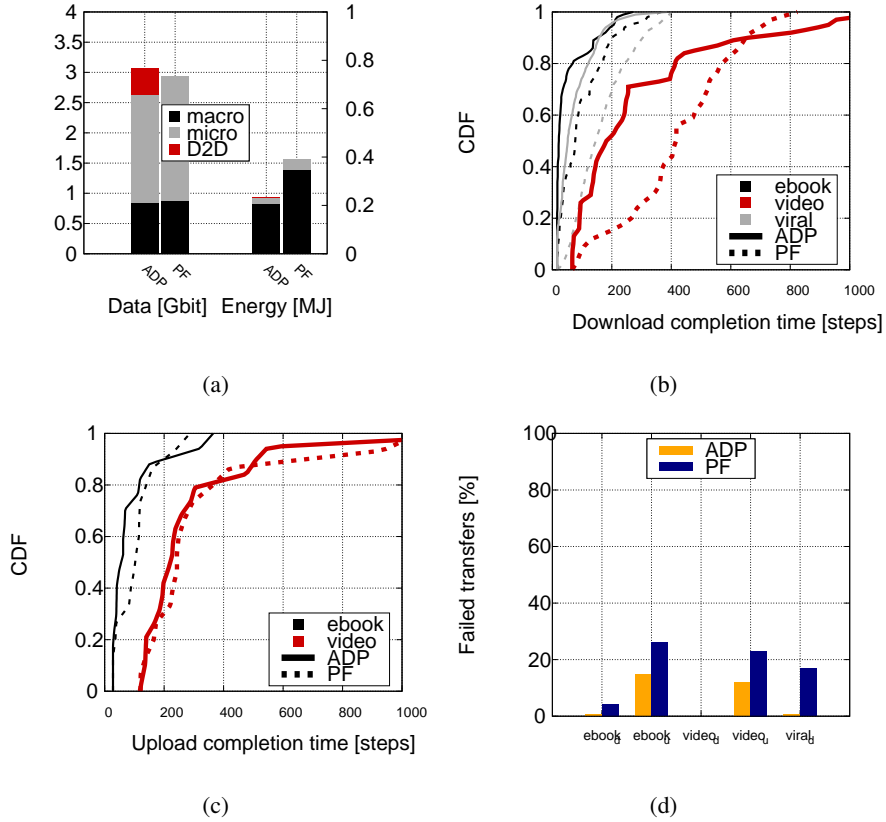 4
3.5
3
2.5
2
1.5
1
0.5
0
1
0.8
0.6
0.4
0.2
0
macro
micro
D2D
ADP
PF
ADP
PF
Data [Gbit]
Energy [MJ]
(a)
CDF
1
0.8
0.6
0.4
0.2
0
ebook
video
viral
ADP
PF
0 200 400 600 800 1000
Download completion time [steps]
(b)
CDF
1
0.8
0.6
0.4
0.2
0
ebook
video
ADP
PF
0 200 400 600 800 1000
Upload completion time [steps]
(c)
Failed transfers [%]
100
80
60
40
20
0
ADP
PF
ebook_d ebook_u video_d video_u viral_d
(d)